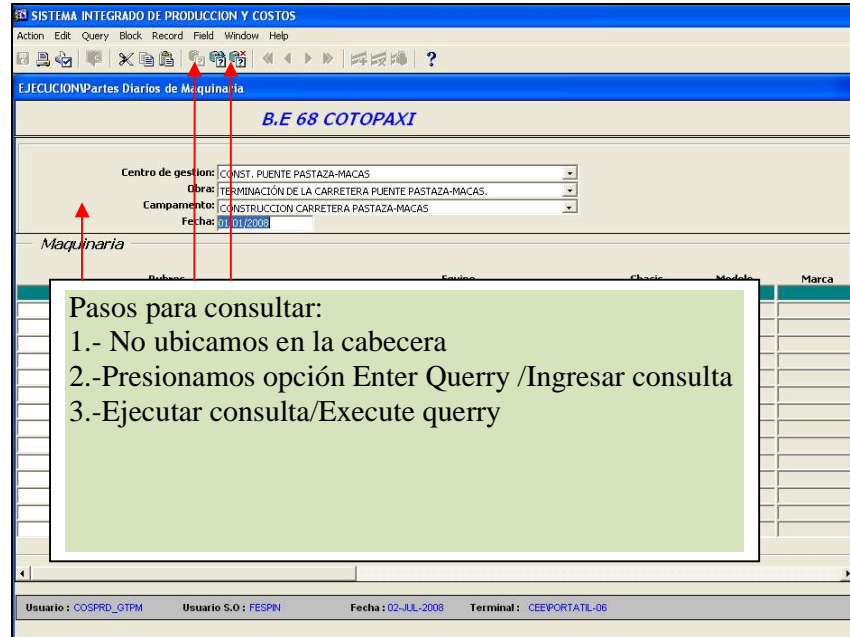 SISTEMA INTEGRADO DE PRODUCCION Y COSTOS
Action Edit Query Block Record Field Window Help
EJECUCION\Partes Diarios de Maquinaria
B.E 68 COTOPAXI
Centro de gestion: CONST. PUENTE PASTAZA-MACAS
Obra: TERMINACIÓN DE LA CARRETERA PUENTE PASTAZA-MACAS.
Campamento: CONSTRUCCION CARRETERA PASTAZA-MACAS
Fecha: 01/01/2008
Maquinaria
Rubros Equipo Chasis Modelo Marca
Pasos para consultar:
1.- No ubicamos en la cabecera
2.-Presionamos opción Enter Querry /Ingresar consulta
3.-Ejecutar consulta/Execute querry
Usuario : COSPRD_GTPM Usuario S.O : FESPIN Fecha : 02-JUL-2008 Terminal : CEE\PORTATIL-06